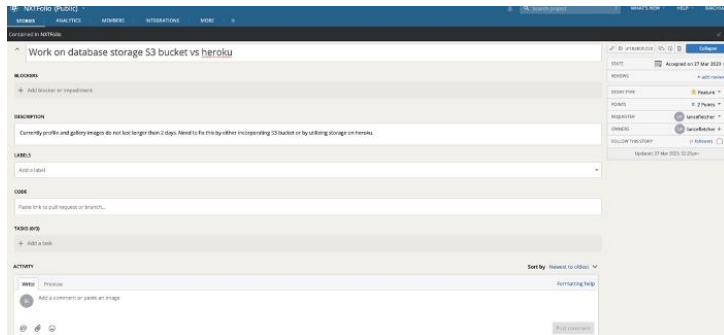 NXTFolio (Public)
Search project
WHAT'S NEW
HELP
STORIES
ANALYTICS
MEMBERS
INTEGRATIONS
MORE
Contained in NXTFolio
Work on database storage S3 bucket vs heroku
Collapse
STATE
Accepted on 27 Mar 2023
REVIEWS
+ add review
STORY TYPE
Feature
POINTS
2 Points
REQUESTER
lancefletcher
OWNERS
lancefletcher
FOLLOW THIS STORY
followers
BLOCKERS
+ Add blocker or impediment
DESCRIPTION
Currently profile and gallery images do not last longer than 2 days. Need to fix this by either incorporating S3 bucket or by utilizing storage on heroku.
LABELS
Add a label
CODE
Paste link to pull request or branch...
TASKS (0/0)
+ Add a task
ACTIVITY
Sort by Newest to oldest
Write
Preview
Formatting help
Add a comment or paste an image
Post comment